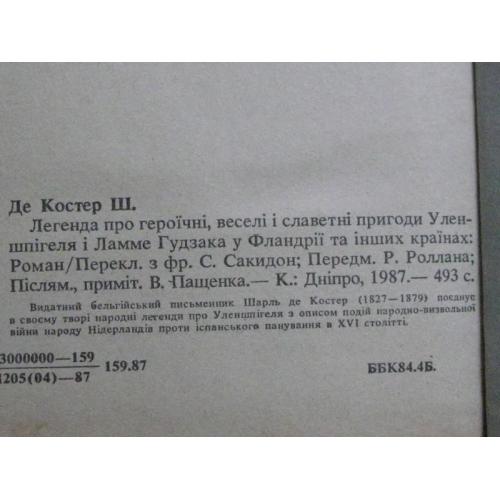 Де Костер Ш.
Легенда про героїчні, веселі і славетні пригоди Улен-
шпігеля і Ламме Гудзака у Фландрії та інших країнах:
Роман/Перекл. з фр. С. Сакидон; Передм. Р. Роллана;
Післям., приміт. В. Пащенка.— К.: Дніпро, 1987.— 493 с.
Видатний бельгійський письменник Шарль де Костер (1827—1879) поєднує
в своєму творі народні легенди про Уленшпігеля з описом подій народно-визвольної
війни народу Нідерландів проти іспанського панування в XVI столітті.
3000000—159
1205(04)—87
159.87
ББК84.4Б.